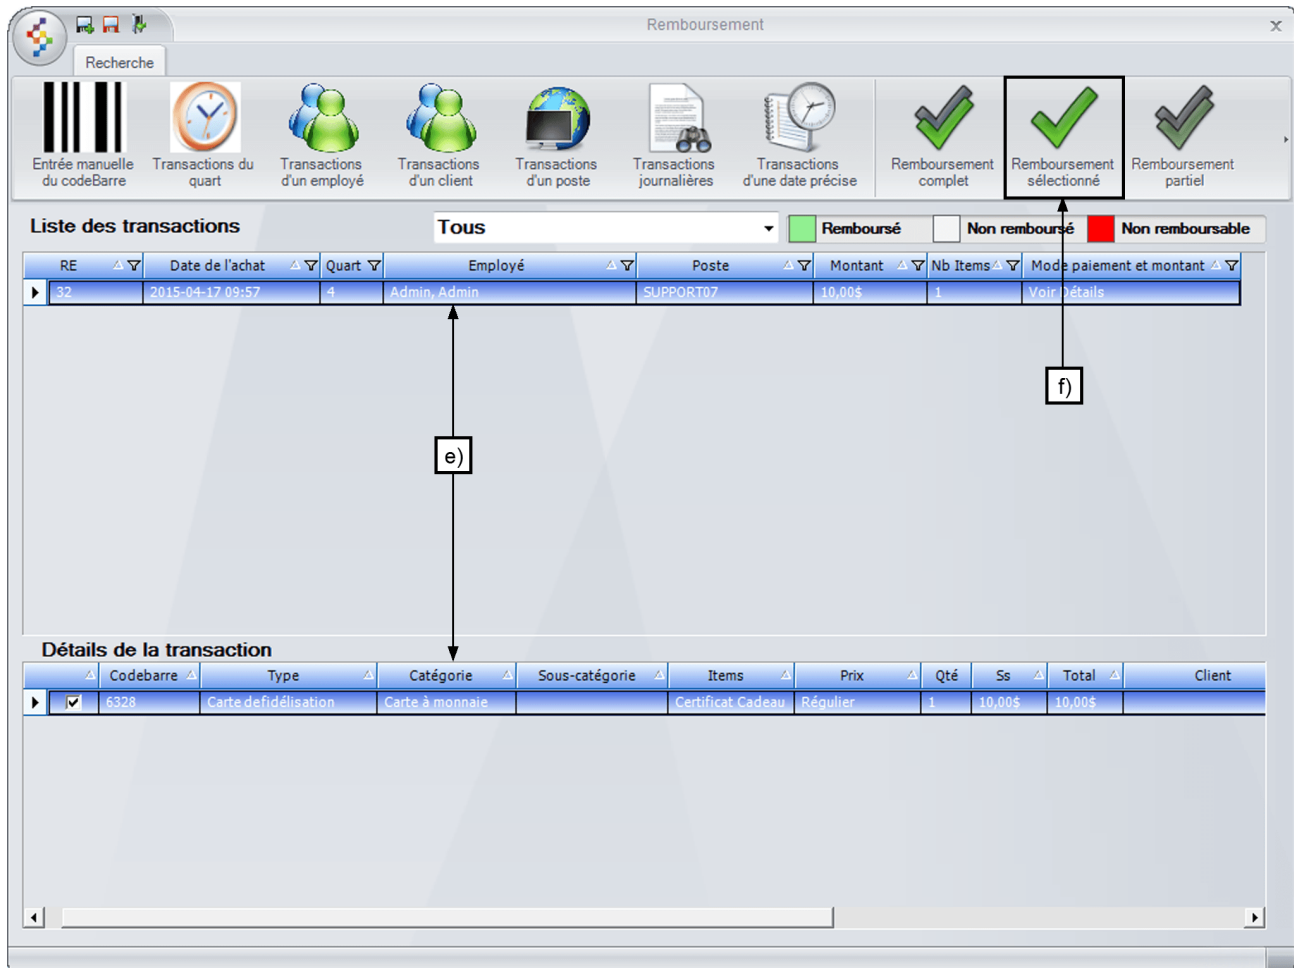 Remboursement
x
Recherche
Entrée manuelle du codeBarre
Transactions du quart
Transactions d'un employé
Transactions d'un client
Transactions d'un poste
Transactions journalières
Transactions d'une date précise
Remboursement complet
Remboursement sélectionné
Remboursement partiel
Liste des transactions
Tous
Remboursé
Non remboursé
Non remboursable
RE Date de l'achat Quart Employé Poste Montant Nb Items Mode paiement et montant
32 2015-04-17 09:57 4 Admin, Admin SUPPORT07 10,00$ 1 Voir Détails
f)
e)
Détails de la transaction
Codebarre Type Catégorie Sous-catégorie Items Prix Qté Ss Total Client
6328 Carte de fidélisation Carte à monnaie Certificat Cadeau Régulier 1 10,00$ 10,00$